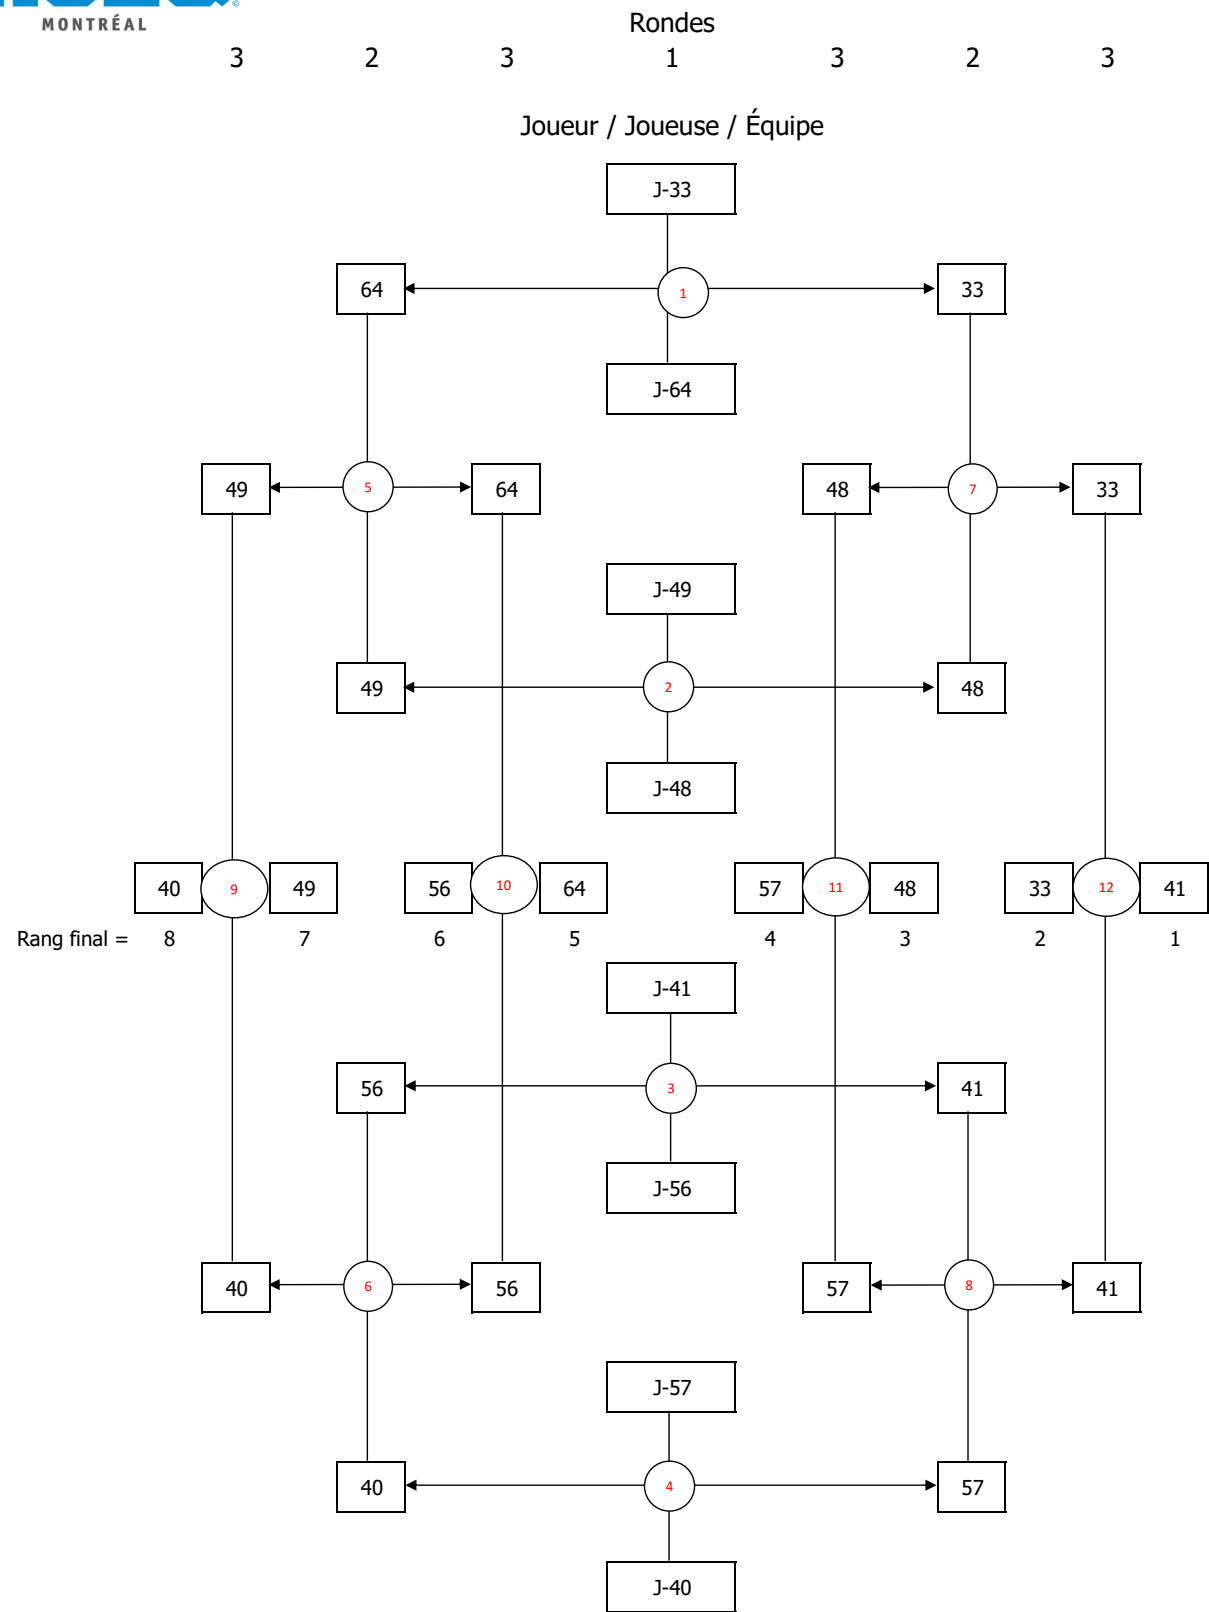 MONTRÉAL
Rondes
3 2 3 1 3 2 3
Joueur / Joueuse / Équipe
J-33
64 1 33
J-64
49 5 64 48 7 33
J-49
49 2 48
J-48
40 9 49 56 10 64 57 11 48 33 12 41
Rang final = 8 7 6 5 4 3 2 1
J-41
56 3 41
J-56
40 6 56 57 8 41
J-57
40 4 57
J-40